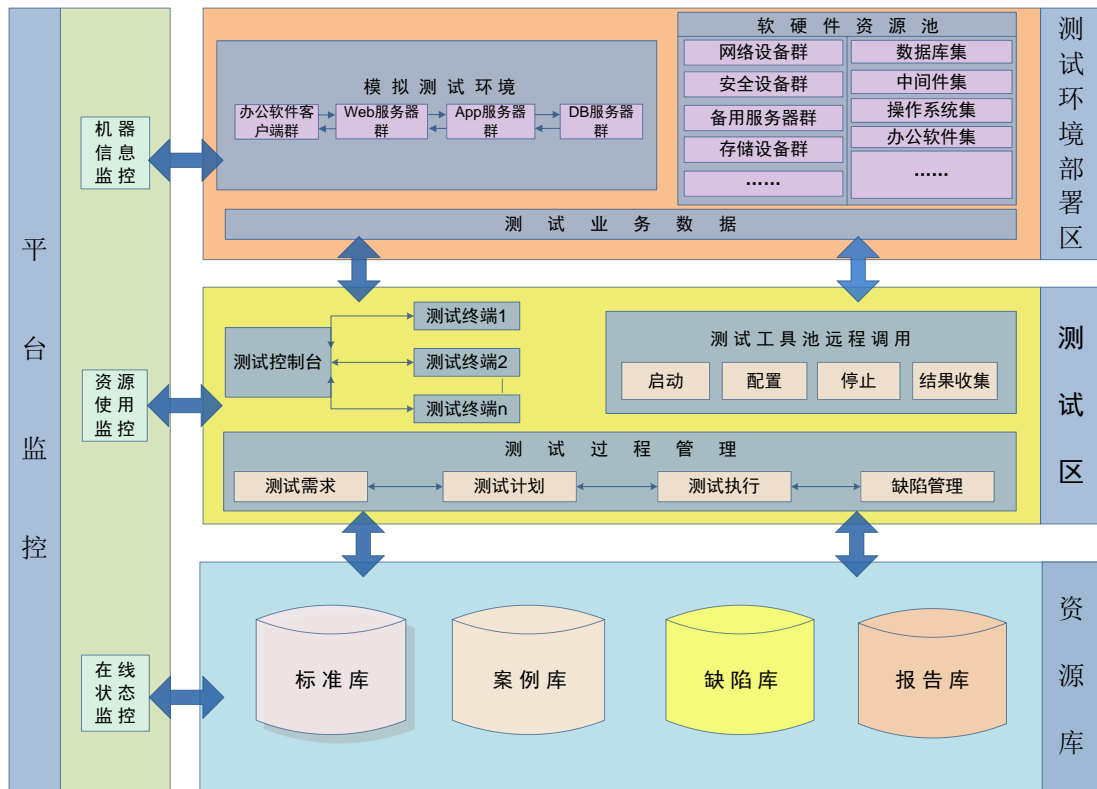 平台监控
机器
信息
监控
资源
使用
监控
在线
状态
监控
模拟测试环境
办公软件客
户端群
Web服务器
群
App服务器
群
DB服务器
群
软硬件资源池
网络设备群
安全设备群
备用服务器群
存储设备群
……
数据库集
中间件集
操作系统集
办公软件集
……
测试业务数据
测试环境部署区
测试控制台
测试终端1
测试终端2
测试终端n
测试工具池远程调用
启动
配置
停止
结果收集
测试过程管理
测试需求
测试计划
测试执行
缺陷管理
测试区
标准库
案例库
缺陷库
报告库
资源库